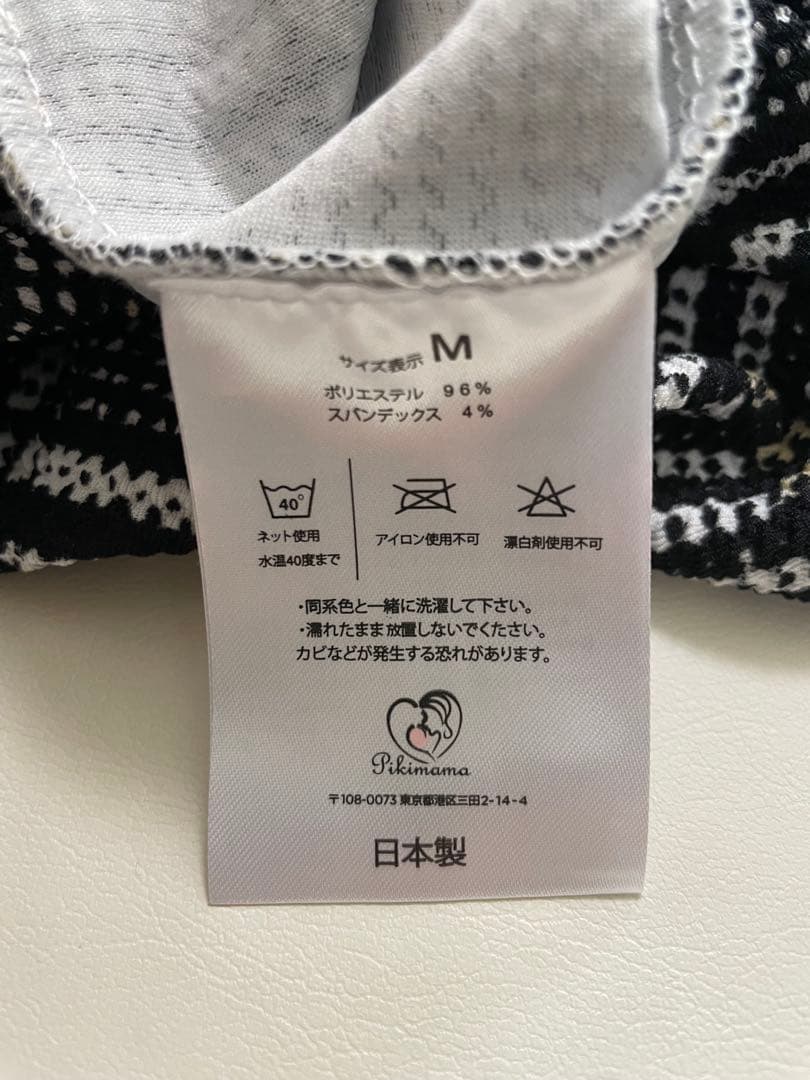 サイズ表示 M
ポリエステル 96%
スパンデックス 4%
40°
ネット使用
水温40度まで
アイロン使用不可
漂白剤使用不可
・同系色と一緒に洗濯して下さい。
・濡れたまま放置しないでください。
カビなどが発生する恐れがあります。
Pikimama
〒108-0073 東京都港区三田2-14-4
日本製